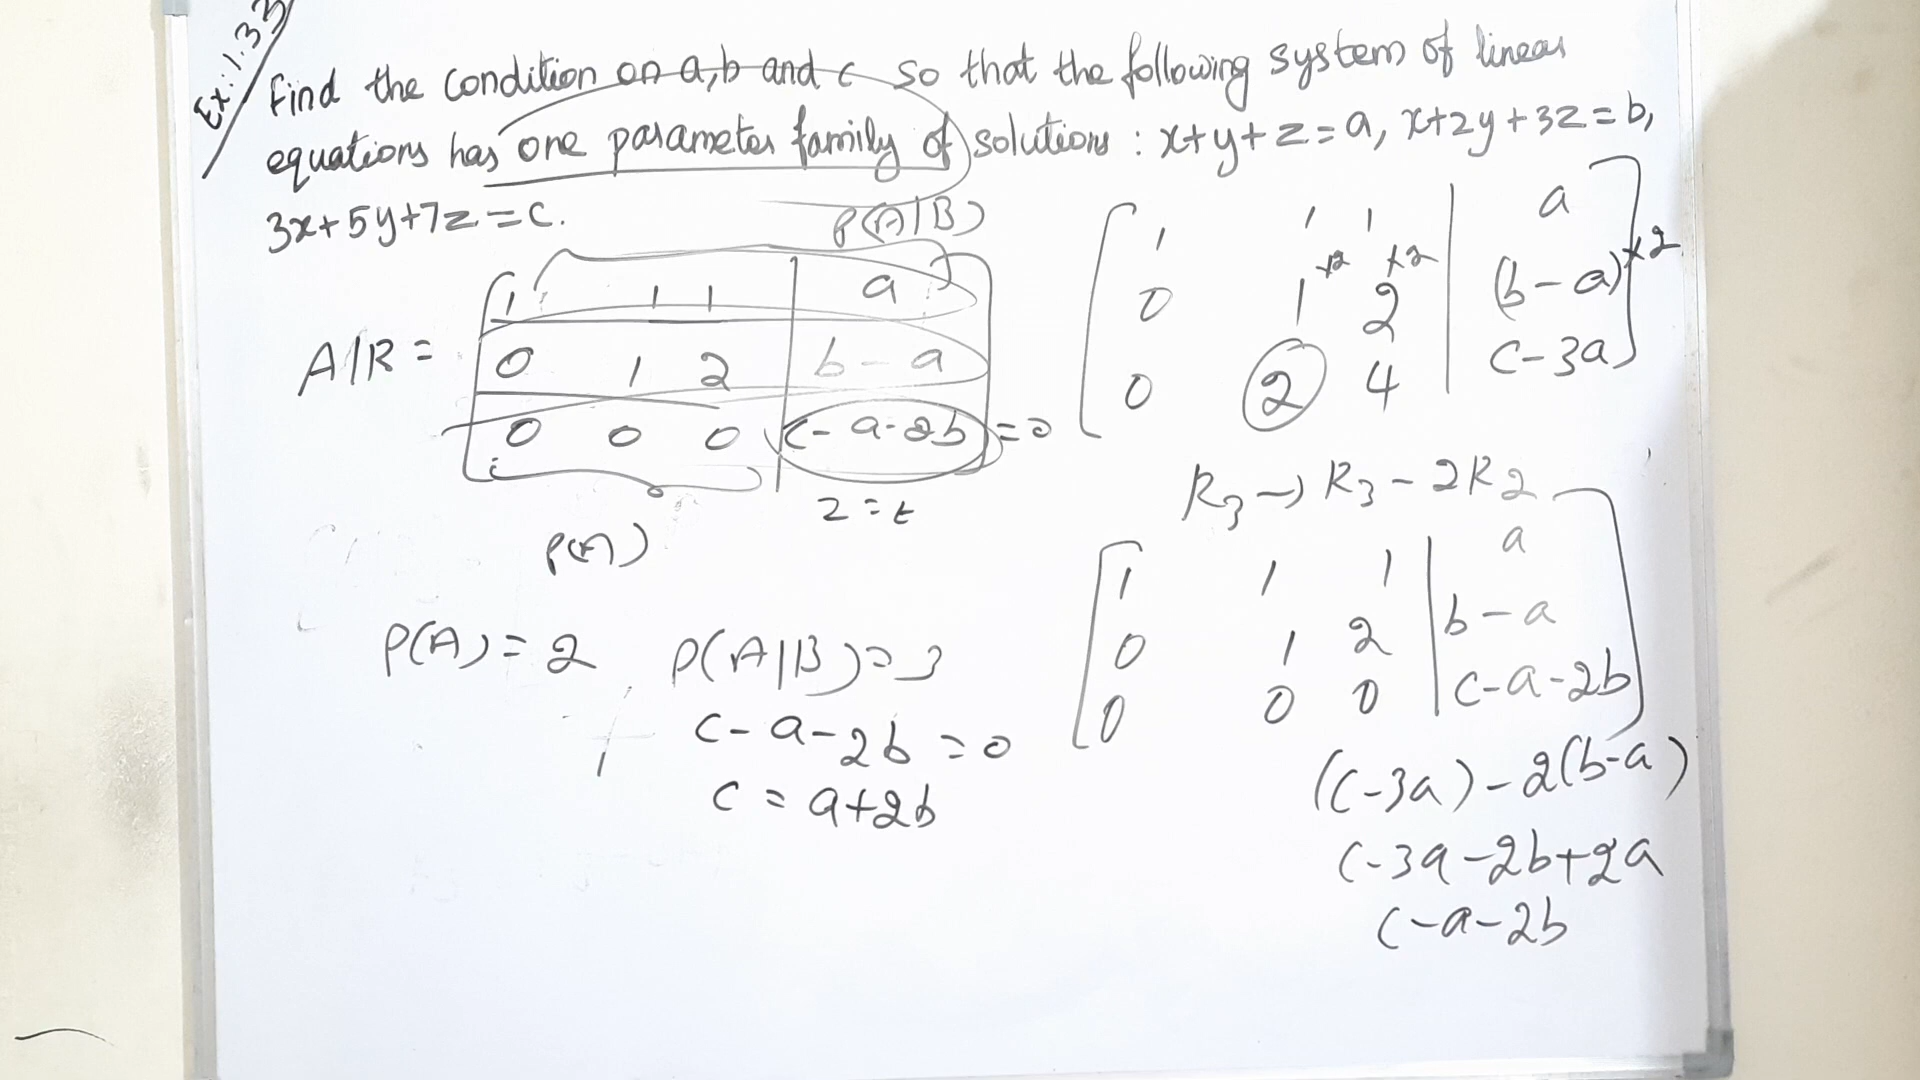 Ex: 1.33
Find the condition on a,b and c so that the following system of linear
equations has one parameter family of solutions : x+y+z=a, x+2y+3z=b,
3x+5y+7z=c.
ρ(A|B)
1 1 1 | a
A|B = 0 1 2 | b-a
0 0 0 | c-a-2b = 0
z=t
ρ(A)
ρ(A)=2 ρ(A|B)=3
c-a-2b=0
c = a+2b
1 1 1 | a
×2 ×2 ×2
0 1 2 | (b-a)
0 2 4 | c-3a
R3→R3-2R2
1 1 1 | a
0 1 2 | b-a
0 0 0 | c-a-2b
(c-3a)-2(b-a)
c-3a-2b+2a
c-a-2b